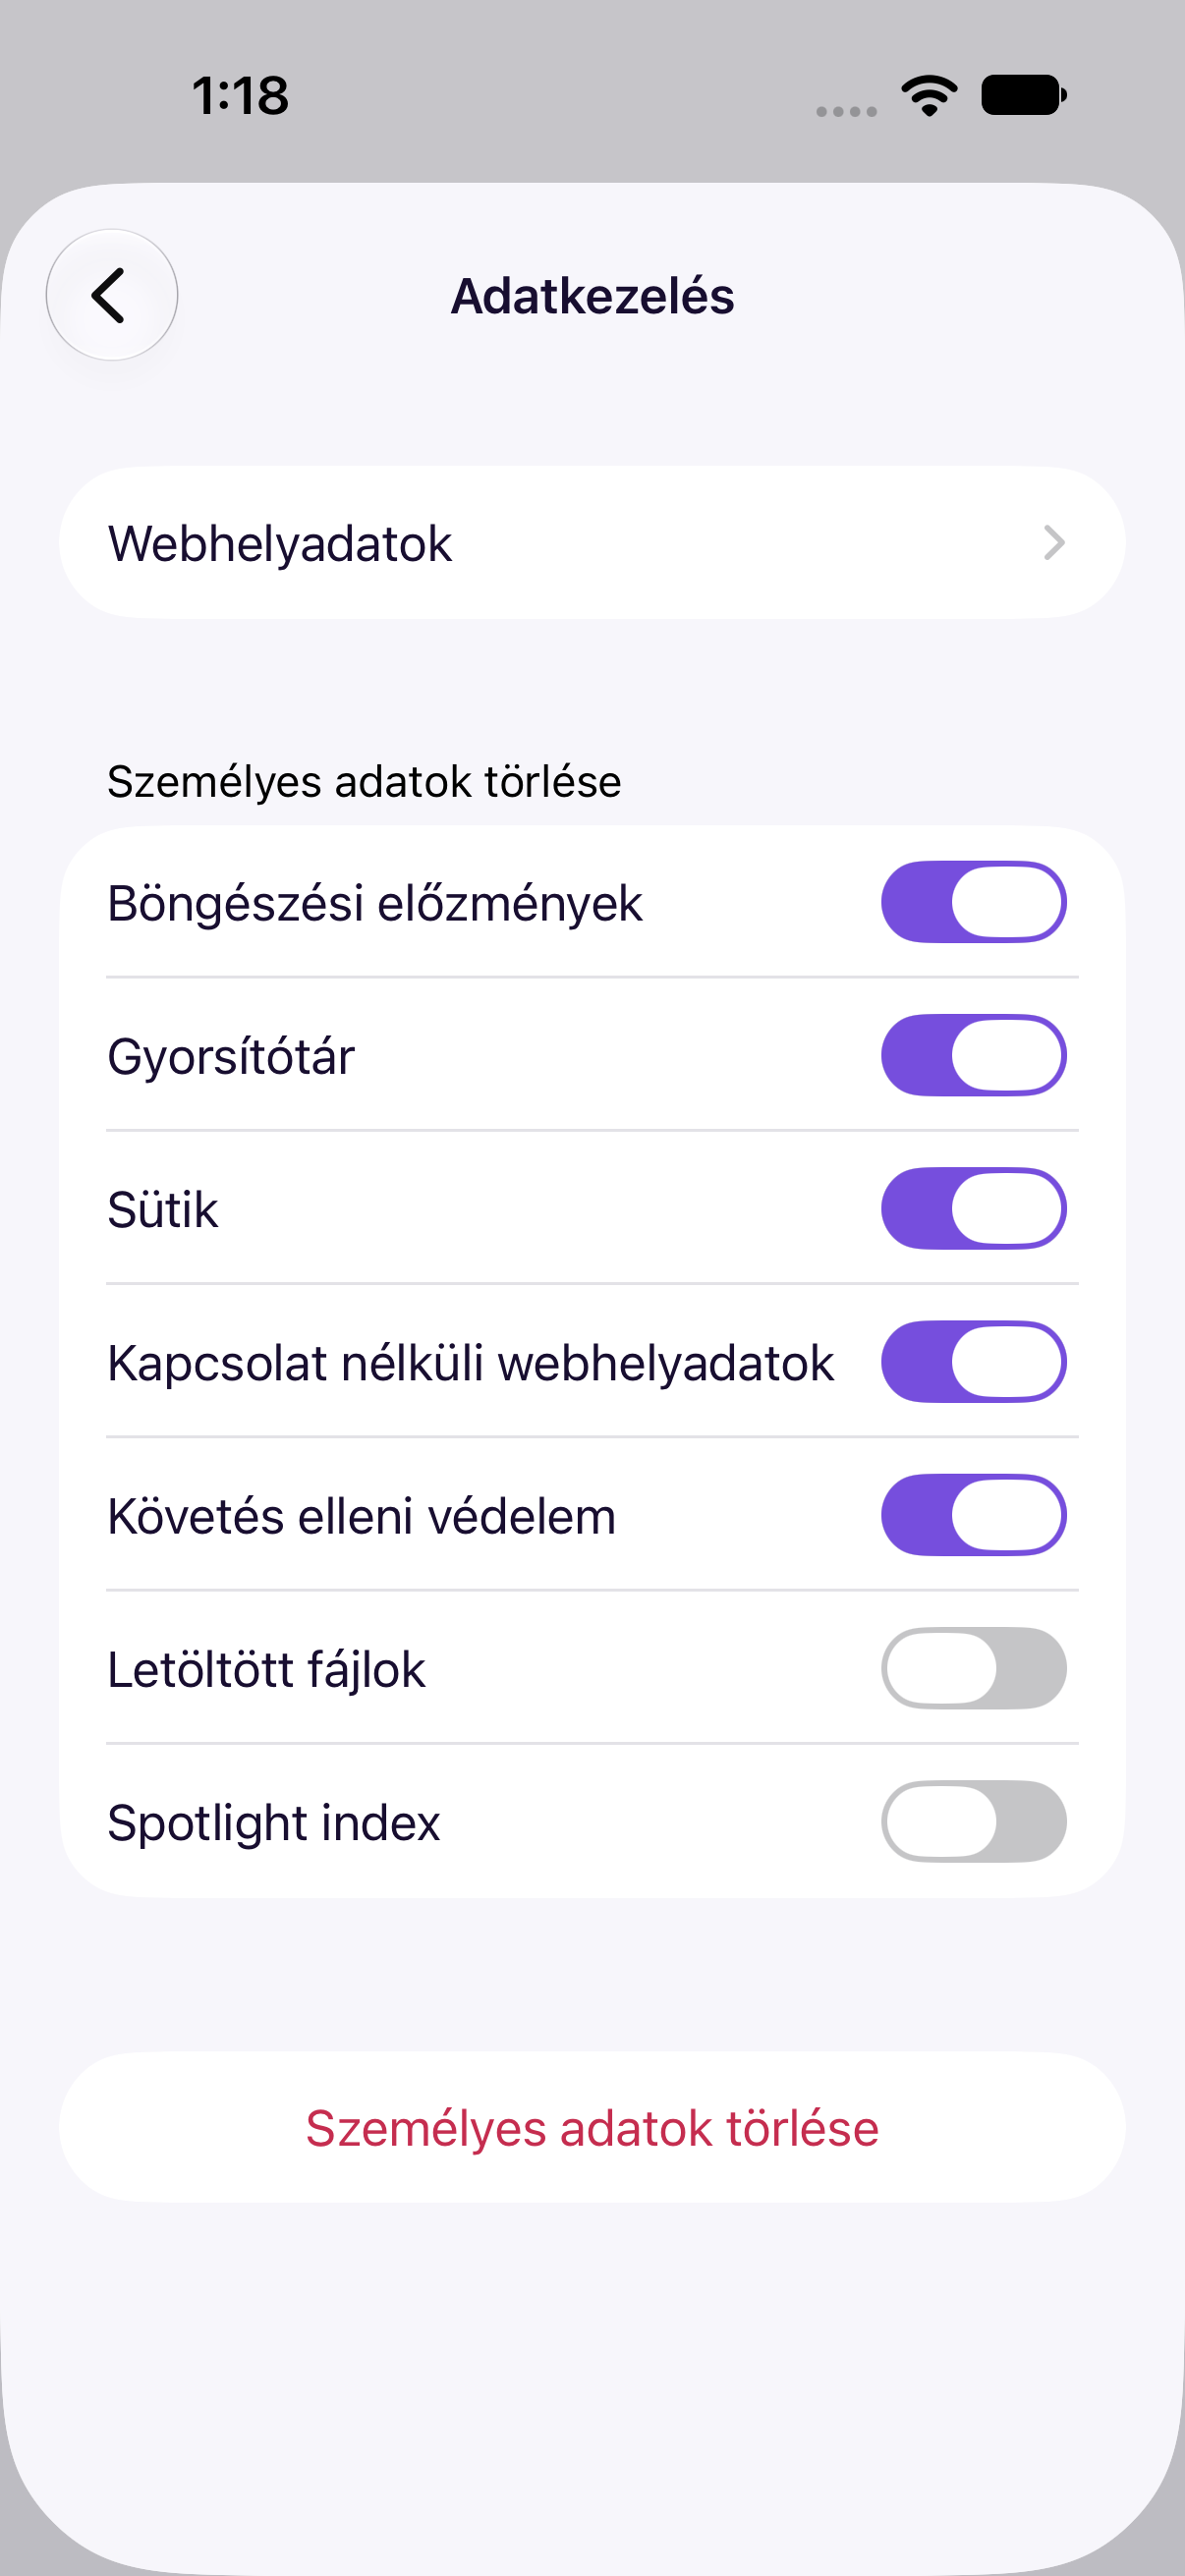 1:18
Adatkezelés
Webhelyadatok
Személyes adatok törlése
Böngészési előzmények
Gyorsítótár
Sütik
Kapcsolat nélküli webhelyadatok
Követés elleni védelem
Letöltött fájlok
Spotlight index
Személyes adatok törlése